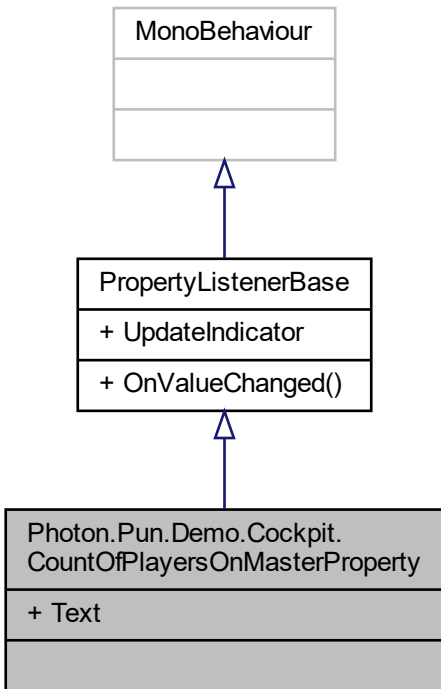 MonoBehaviour
PropertyListenerBase
+ UpdateIndicator
+ OnValueChanged()
Photon.Pun.Demo.Cockpit.
CountOfPlayersOnMasterProperty
+ Text